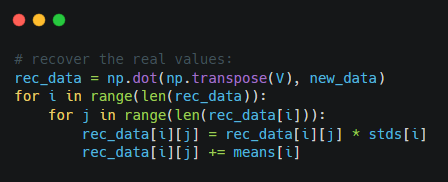 # recover the real values:
rec_data = np.dot(np.transpose(V), new_data)
for i in range(len(rec_data)):
    for j in range(len(rec_data[i])):
        rec_data[i][j] = rec_data[i][j] * stds[i]
        rec_data[i][j] += means[i]